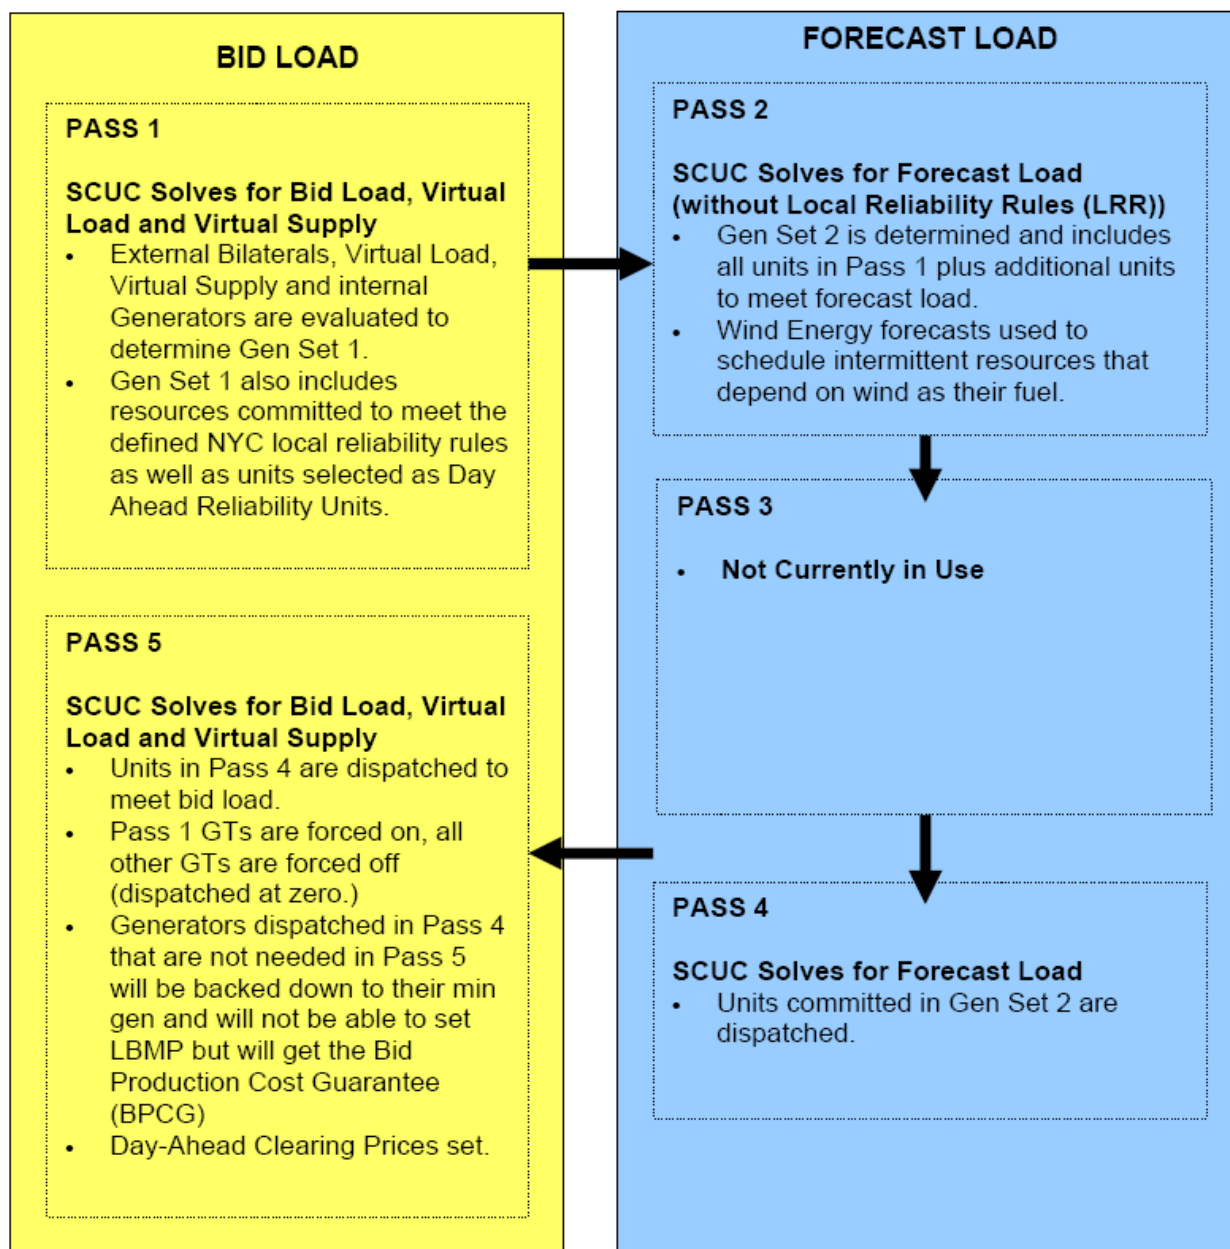 BID LOAD
PASS 1
SCUC Solves for Bid Load, Virtual
Load and Virtual Supply
• External Bilaterals, Virtual Load,
Virtual Supply and internal
Generators are evaluated to
determine Gen Set 1.
• Gen Set 1 also includes
resources committed to meet the
defined NYC local reliability rules
as well as units selected as Day
Ahead Reliability Units.
FORECAST LOAD
PASS 2
SCUC Solves for Forecast Load
(without Local Reliability Rules (LRR))
• Gen Set 2 is determined and includes
all units in Pass 1 plus additional units
to meet forecast load.
• Wind Energy forecasts used to
schedule intermittent resources that
depend on wind as their fuel.
PASS 3
• Not Currently in Use
PASS 4
SCUC Solves for Forecast Load
• Units committed in Gen Set 2 are
dispatched.
PASS 5
SCUC Solves for Bid Load, Virtual
Load and Virtual Supply
• Units in Pass 4 are dispatched to
meet bid load.
• Pass 1 GTs are forced on, all
other GTs are forced off
(dispatched at zero.)
• Generators dispatched in Pass 4
that are not needed in Pass 5
will be backed down to their min
gen and will not be able to set
LBMP but will get the Bid
Production Cost Guarantee
(BPCG)
• Day-Ahead Clearing Prices set.